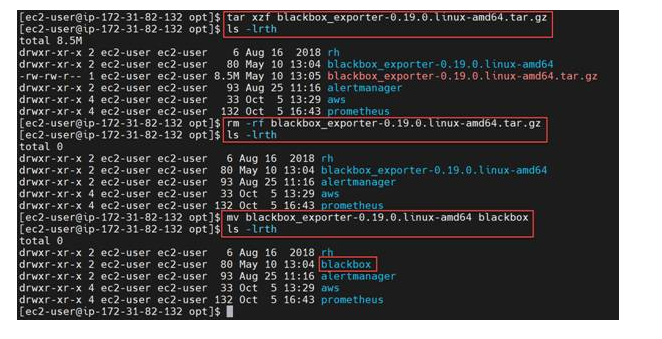 [ec2-user@ip-172-31-82-132 opt]$ tar xzf blackbox_exporter-0.19.0.linux-amd64.tar.gz
[ec2-user@ip-172-31-82-132 opt]$ ls -lrth
total 8.5M
drwxr-xr-x 2 ec2-user ec2-user    6 Aug 16  2018 rh
drwxr-xr-x 2 ec2-user ec2-user   80 May 10 13:04 blackbox_exporter-0.19.0.linux-amd64
-rw-rw-r-- 1 ec2-user ec2-user 8.5M May 10 13:05 blackbox_exporter-0.19.0.linux-amd64.tar.gz
drwxr-xr-x 2 ec2-user ec2-user   93 Aug 25 11:16 alertmanager
drwxr-xr-x 4 ec2-user ec2-user   33 Oct  5 13:29 aws
drwxr-xr-x 4 ec2-user ec2-user  132 Oct  5 16:43 prometheus
[ec2-user@ip-172-31-82-132 opt]$ rm -rf blackbox_exporter-0.19.0.linux-amd64.tar.gz
[ec2-user@ip-172-31-82-132 opt]$ ls -lrth
total 0
drwxr-xr-x 2 ec2-user ec2-user   6 Aug 16  2018 rh
drwxr-xr-x 2 ec2-user ec2-user  80 May 10 13:04 blackbox_exporter-0.19.0.linux-amd64
drwxr-xr-x 2 ec2-user ec2-user  93 Aug 25 11:16 alertmanager
drwxr-xr-x 4 ec2-user ec2-user  33 Oct  5 13:29 aws
drwxr-xr-x 4 ec2-user ec2-user 132 Oct  5 16:43 prometheus
[ec2-user@ip-172-31-82-132 opt]$ mv blackbox_exporter-0.19.0.linux-amd64 blackbox
[ec2-user@ip-172-31-82-132 opt]$ ls -lrth
total 0
drwxr-xr-x 2 ec2-user ec2-user   6 Aug 16  2018 rh
drwxr-xr-x 2 ec2-user ec2-user  80 May 10 13:04 blackbox
drwxr-xr-x 2 ec2-user ec2-user  93 Aug 25 11:16 alertmanager
drwxr-xr-x 4 ec2-user ec2-user  33 Oct  5 13:29 aws
drwxr-xr-x 4 ec2-user ec2-user 132 Oct  5 16:43 prometheus
[ec2-user@ip-172-31-82-132 opt]$